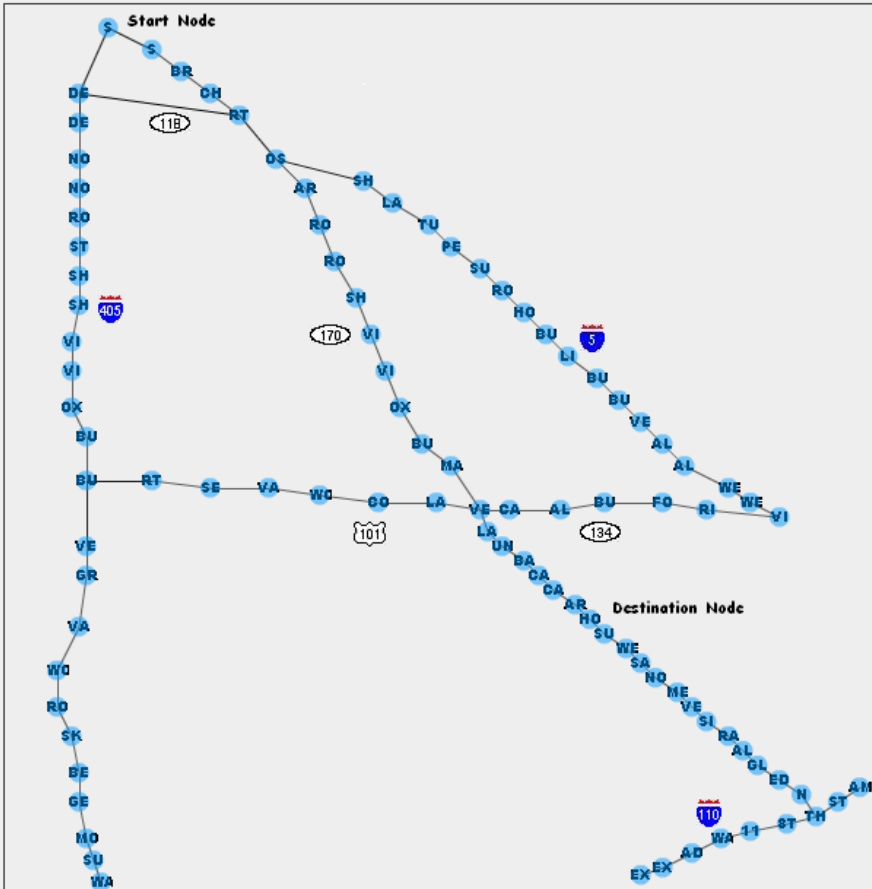 S Start Node
S
BR
DE CH
RT
118
DE
OS
NO SH
NO AR
LA
RO RO TU
ST PE
RO
SU
SH
RO
SH SH
405
HO
170 VI BU 5
VI
LI
VI VI BU
OX OX BU
VE
BU BU AL
MA AL
BU RT SE VA WO CO LA VE CA AL BU FO RI WE WE VI
101 134
LA
VE UN
BA
GR CA
CA
AR Destination Node
HO
VA SU
WE
SA
WO NO
ME
RO VE
SI
SK RA
AL
GL
BE ED
GE N AM
ST
110 TH
MO WA 11 ST
AD
SU EX
WA EX